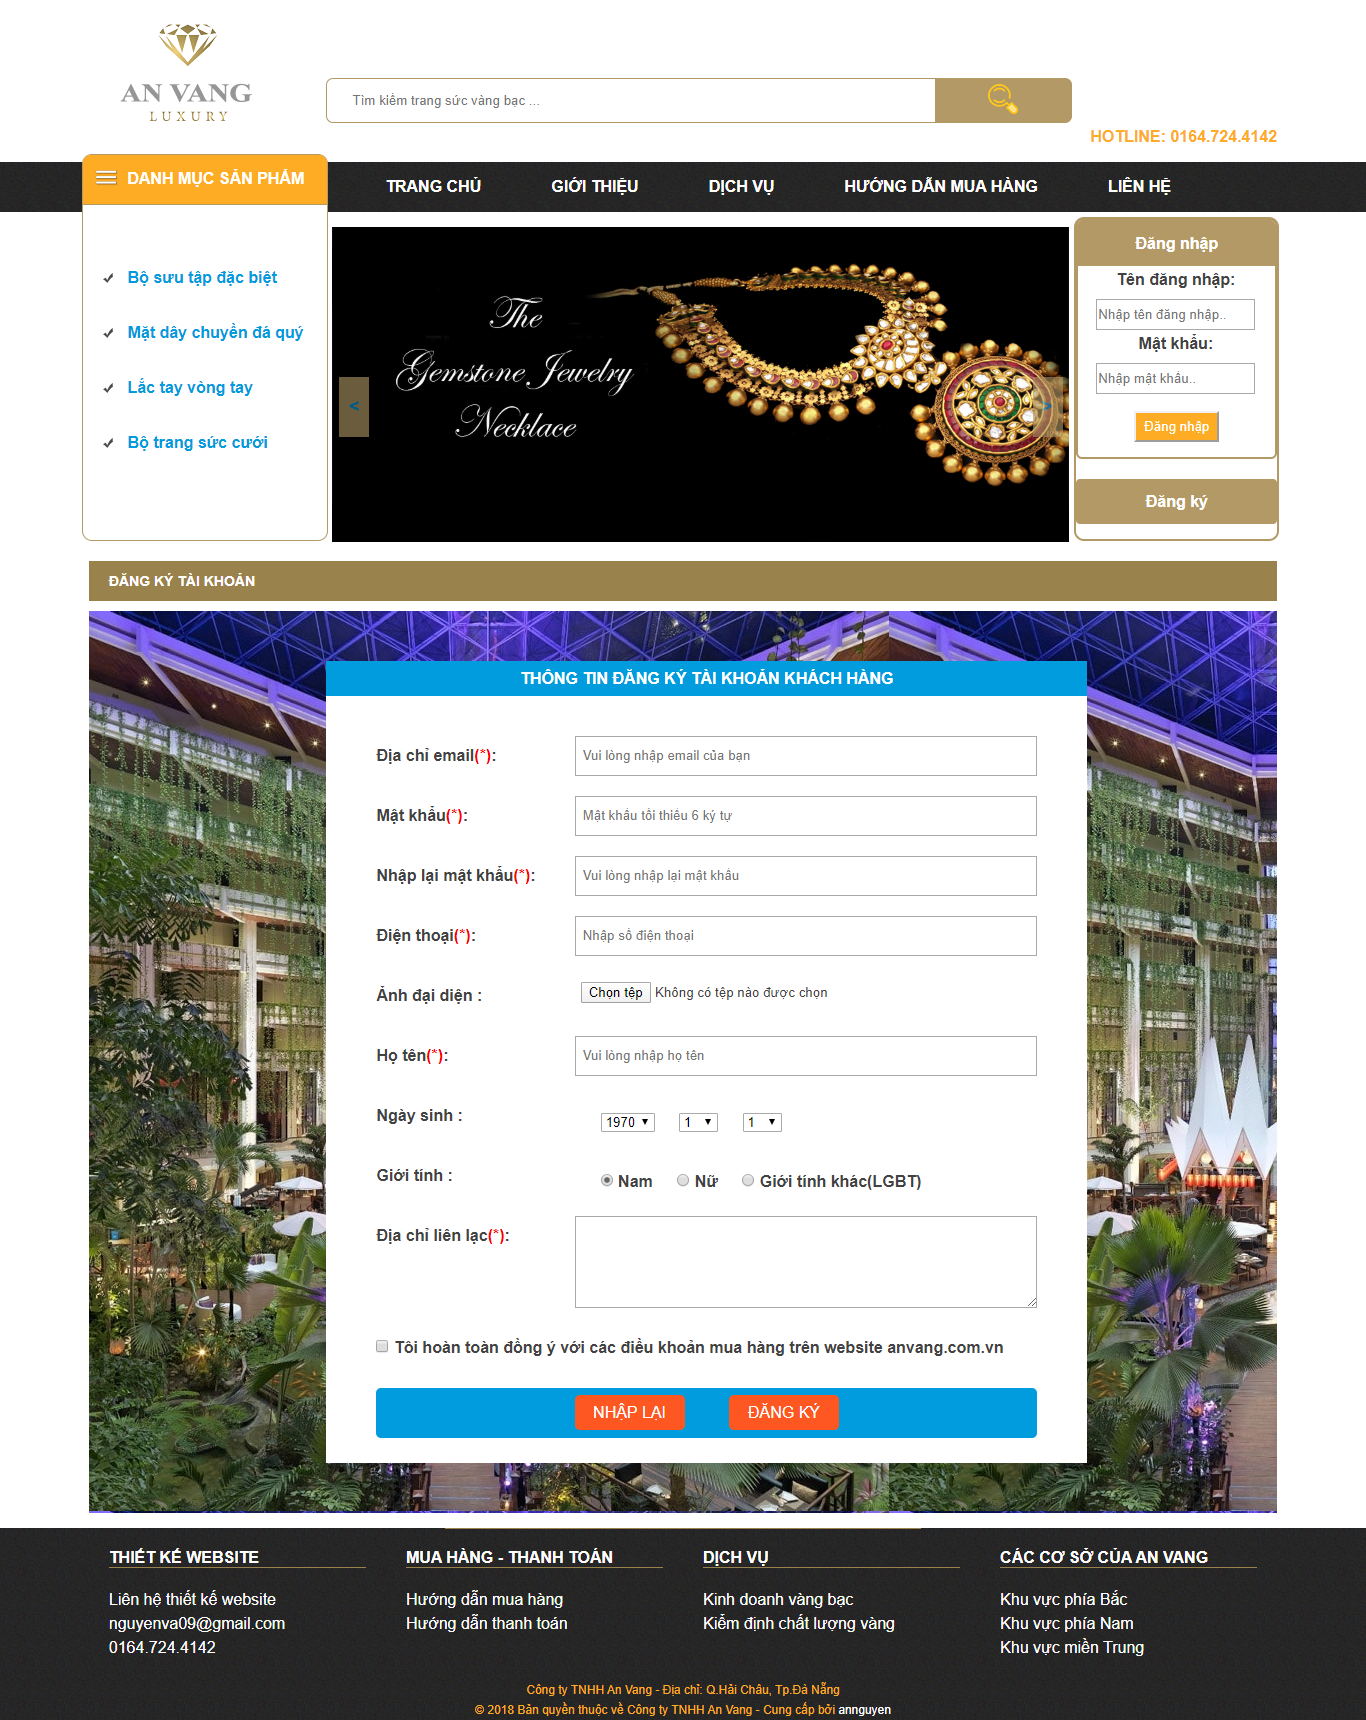 AN VANG
LUXURY
Tìm kiếm trang sức vàng bạc ...
HOTLINE: 0164.724.4142
DANH MỤC SẢN PHẨM
TRANG CHỦ
GIỚI THIỆU
DỊCH VỤ
HƯỚNG DẪN MUA HÀNG
LIÊN HỆ
Bộ sưu tập đặc biệt
Mặt dây chuyền đá quý
Lắc tay vòng tay
Bộ trang sức cưới
The
Gemstone Jewelry
Necklace
<
>
Đăng nhập
Tên đăng nhập:
Nhập tên đăng nhập..
Mật khẩu:
Nhập mật khẩu..
Đăng nhập
Đăng ký
ĐĂNG KÝ TÀI KHOẢN
THÔNG TIN ĐĂNG KÝ TÀI KHOẢN KHÁCH HÀNG
Địa chỉ email(*):
Vui lòng nhập email của bạn
Mật khẩu(*):
Mật khẩu tối thiểu 6 ký tự
Nhập lại mật khẩu(*):
Vui lòng nhập lại mật khẩu
Điện thoại(*):
Nhập số điện thoại
Ảnh đại diện :
Chọn tệp Không có tệp nào được chọn
Họ tên(*):
Vui lòng nhập họ tên
Ngày sinh :
1970 1 1
Giới tính :
Nam Nữ Giới tính khác(LGBT)
Địa chỉ liên lạc(*):
Tôi hoàn toàn đồng ý với các điều khoản mua hàng trên website anvang.com.vn
NHẬP LẠI
ĐĂNG KÝ
THIẾT KẾ WEBSITE
Liên hệ thiết kế website
nguyenva09@gmail.com
0164.724.4142
MUA HÀNG - THANH TOÁN
Hướng dẫn mua hàng
Hướng dẫn thanh toán
DỊCH VỤ
Kinh doanh vàng bạc
Kiểm định chất lượng vàng
CÁC CƠ SỞ CỦA AN VANG
Khu vực phía Bắc
Khu vực phía Nam
Khu vực miền Trung
Công ty TNHH An Vang - Địa chỉ: Q.Hải Châu, Tp.Đà Nẵng
© 2018 Bản quyền thuộc về Công ty TNHH An Vang - Cung cấp bởi annguyen